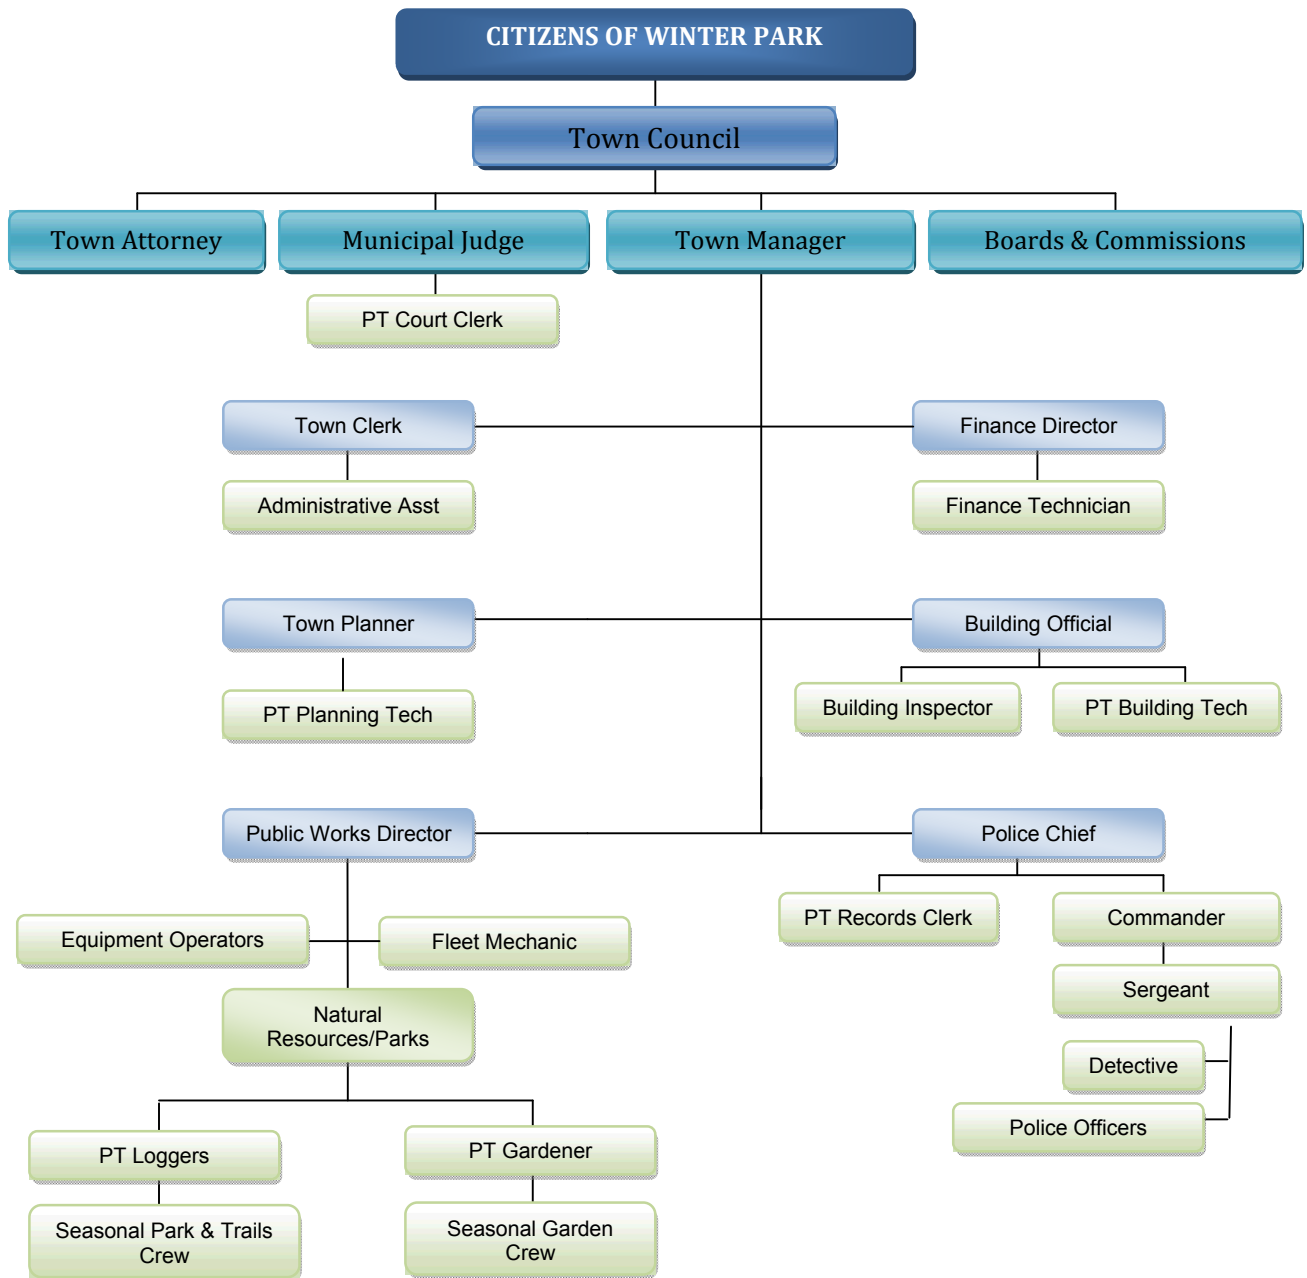 CITIZENS OF WINTER PARK
Town Council
Town Attorney
Municipal Judge
Town Manager
Boards & Commissions
PT Court Clerk
Town Clerk
Finance Director
Administrative Asst
Finance Technician
Town Planner
Building Official
PT Planning Tech
Building Inspector
PT Building Tech
Public Works Director
Police Chief
Equipment Operators
Fleet Mechanic
PT Records Clerk
Commander
Natural
Resources/Parks
Sergeant
Detective
Police Officers
PT Loggers
PT Gardener
Seasonal Park & Trails
Crew
Seasonal Garden
Crew